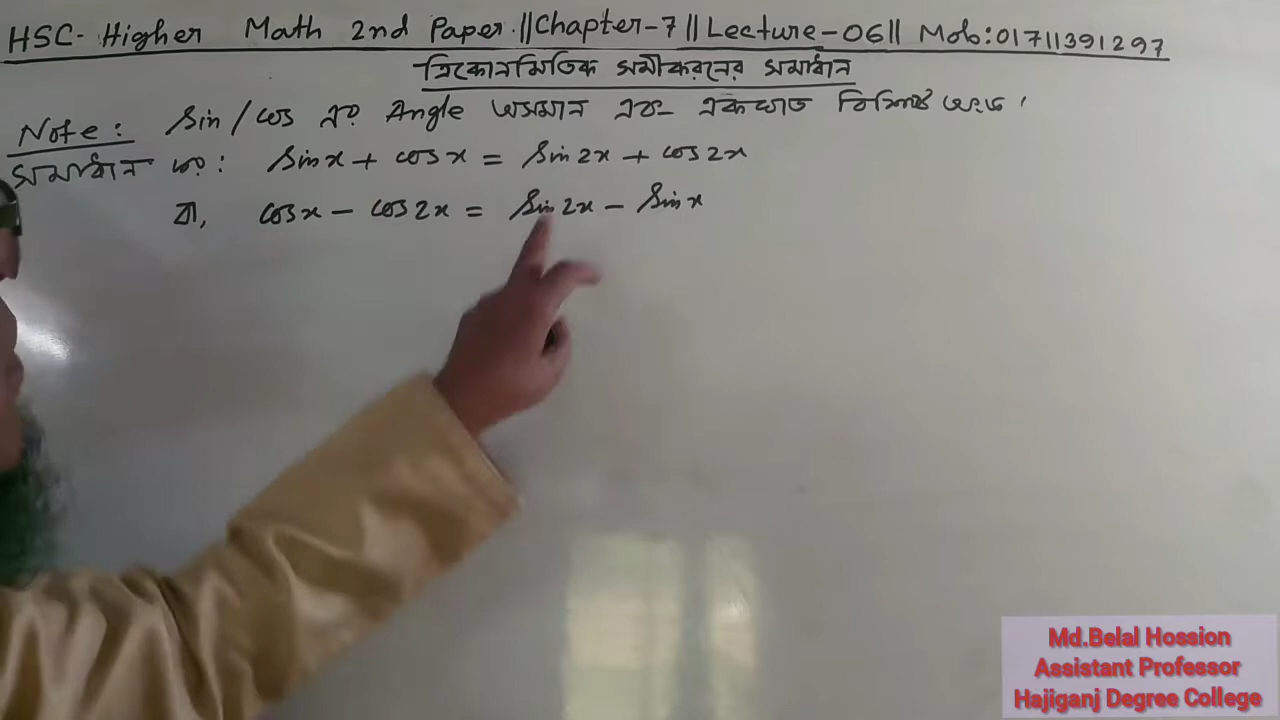 HSC- Higher Math 2nd Paper.||Chapter-7||Lecture-06|| Mob:01711391297
ত্রিকোনমিতিক সমীকরনের সমাধান
Note: Sin/cos এর Angle অসমান এবং একঘাত বিশিষ্ট হলে।
সমাধান কর: Sinx + cosx = Sin2x + cos2x
বা, cosx - cos2x = Sin2x - Sinx
Md.Belal Hossion
Assistant Professor
Hajiganj Degree College